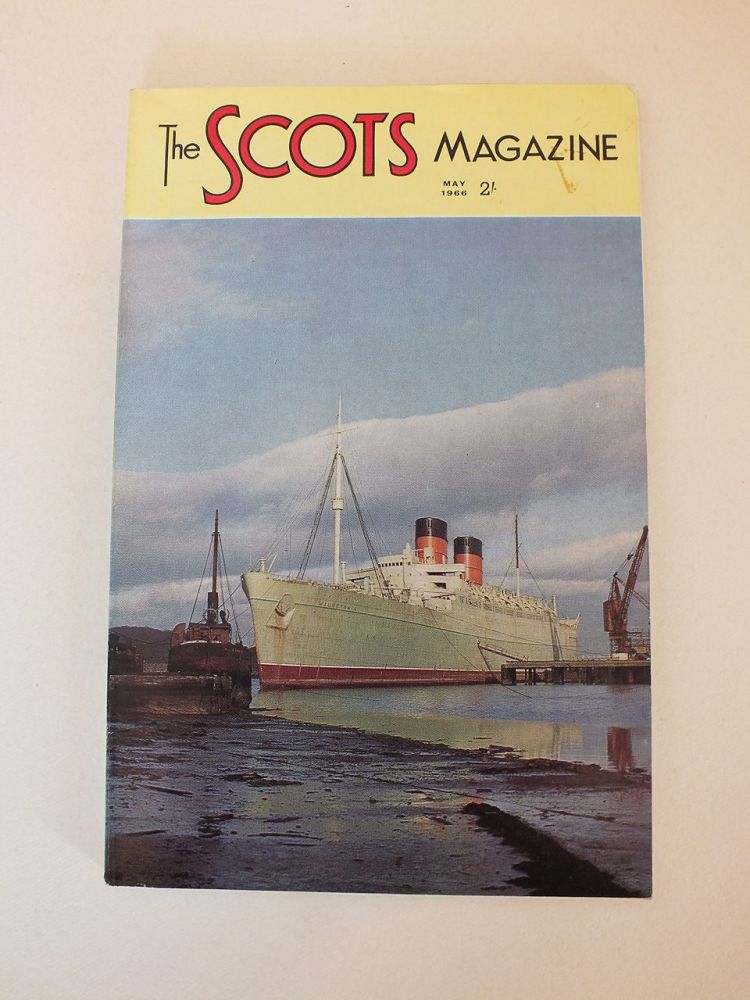 The SCOTS MAGAZINE
MAY
1966 2/-